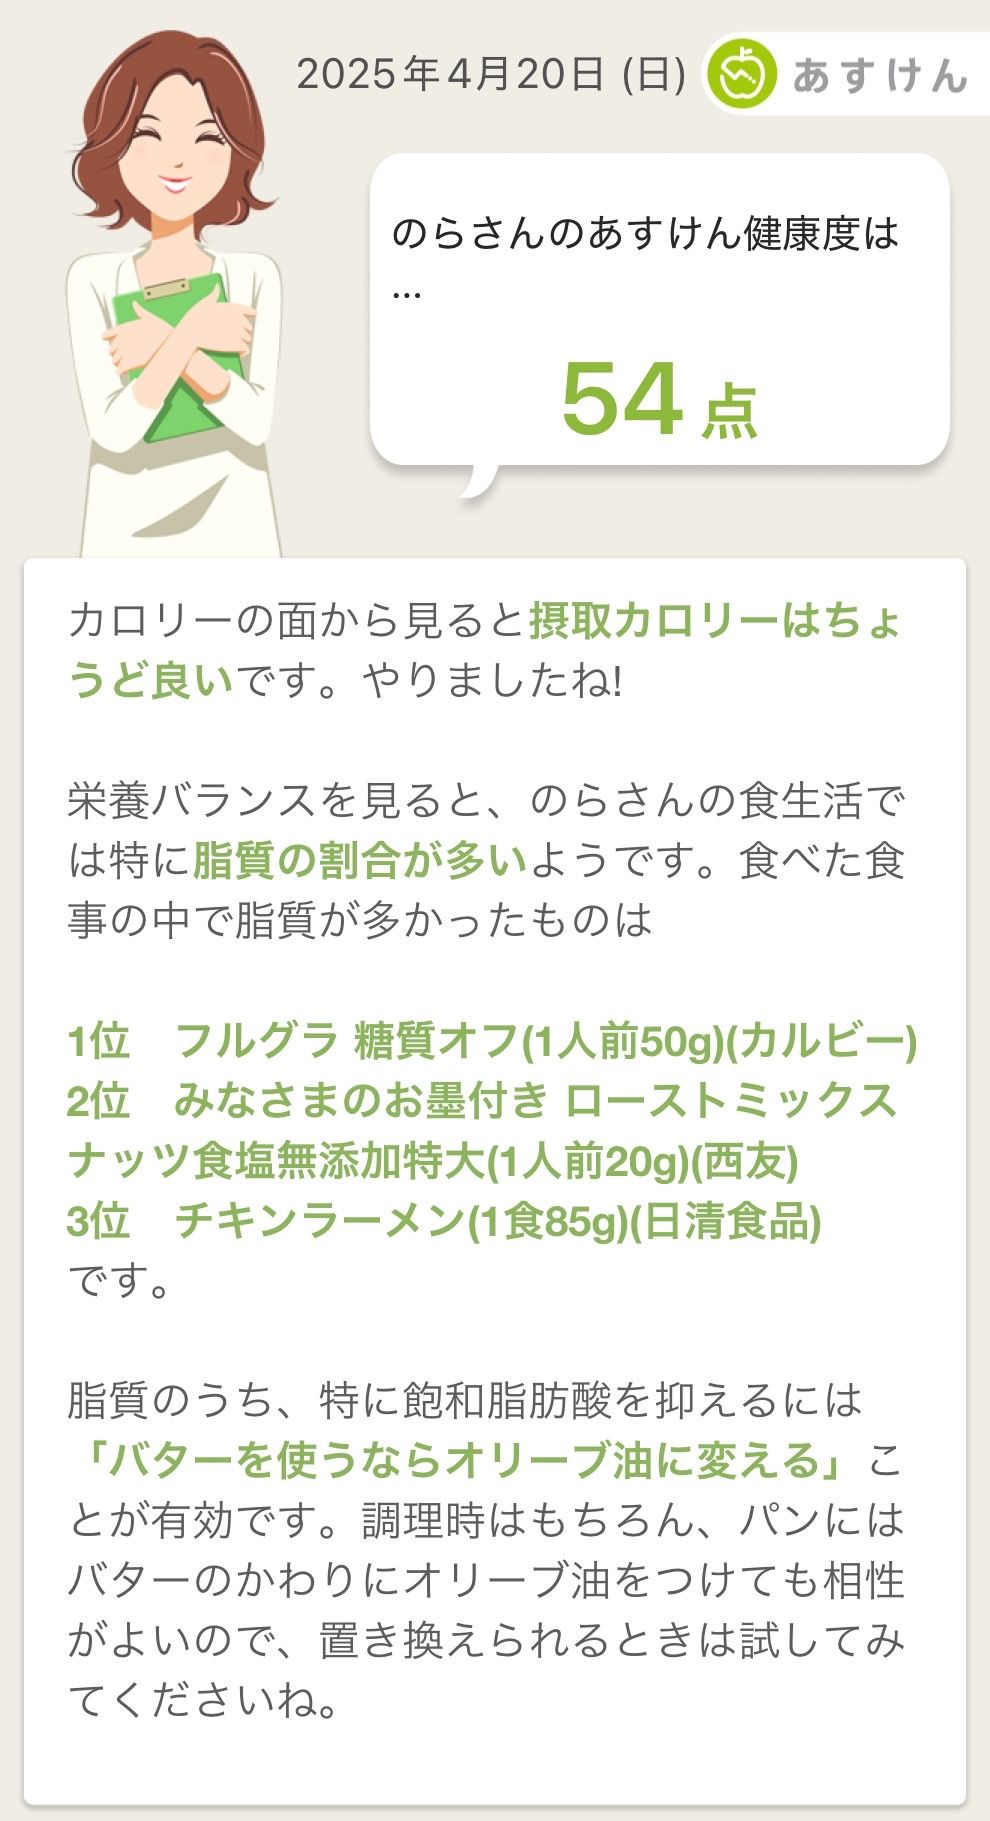 2025年4月20日 (日)
あすけん
のらさんのあすけん健康度は
...
54点
カロリーの面から見ると摂取カロリーはちょ
うど良いです。やりましたね!
栄養バランスを見ると、のらさんの食生活で
は特に脂質の割合が多いようです。食べた食
事の中で脂質が多かったものは
1位　フルグラ 糖質オフ(1人前50g)(カルビー)
2位　みなさまのお墨付き ローストミックス
ナッツ食塩無添加特大(1人前20g)(西友)
3位　チキンラーメン(1食85g)(日清食品)
です。
脂質のうち、特に飽和脂肪酸を抑えるには
「バターを使うならオリーブ油に変える」こ
とが有効です。調理時はもちろん、パンには
バターのかわりにオリーブ油をつけても相性
がよいので、置き換えられるときは試してみ
てくださいね。